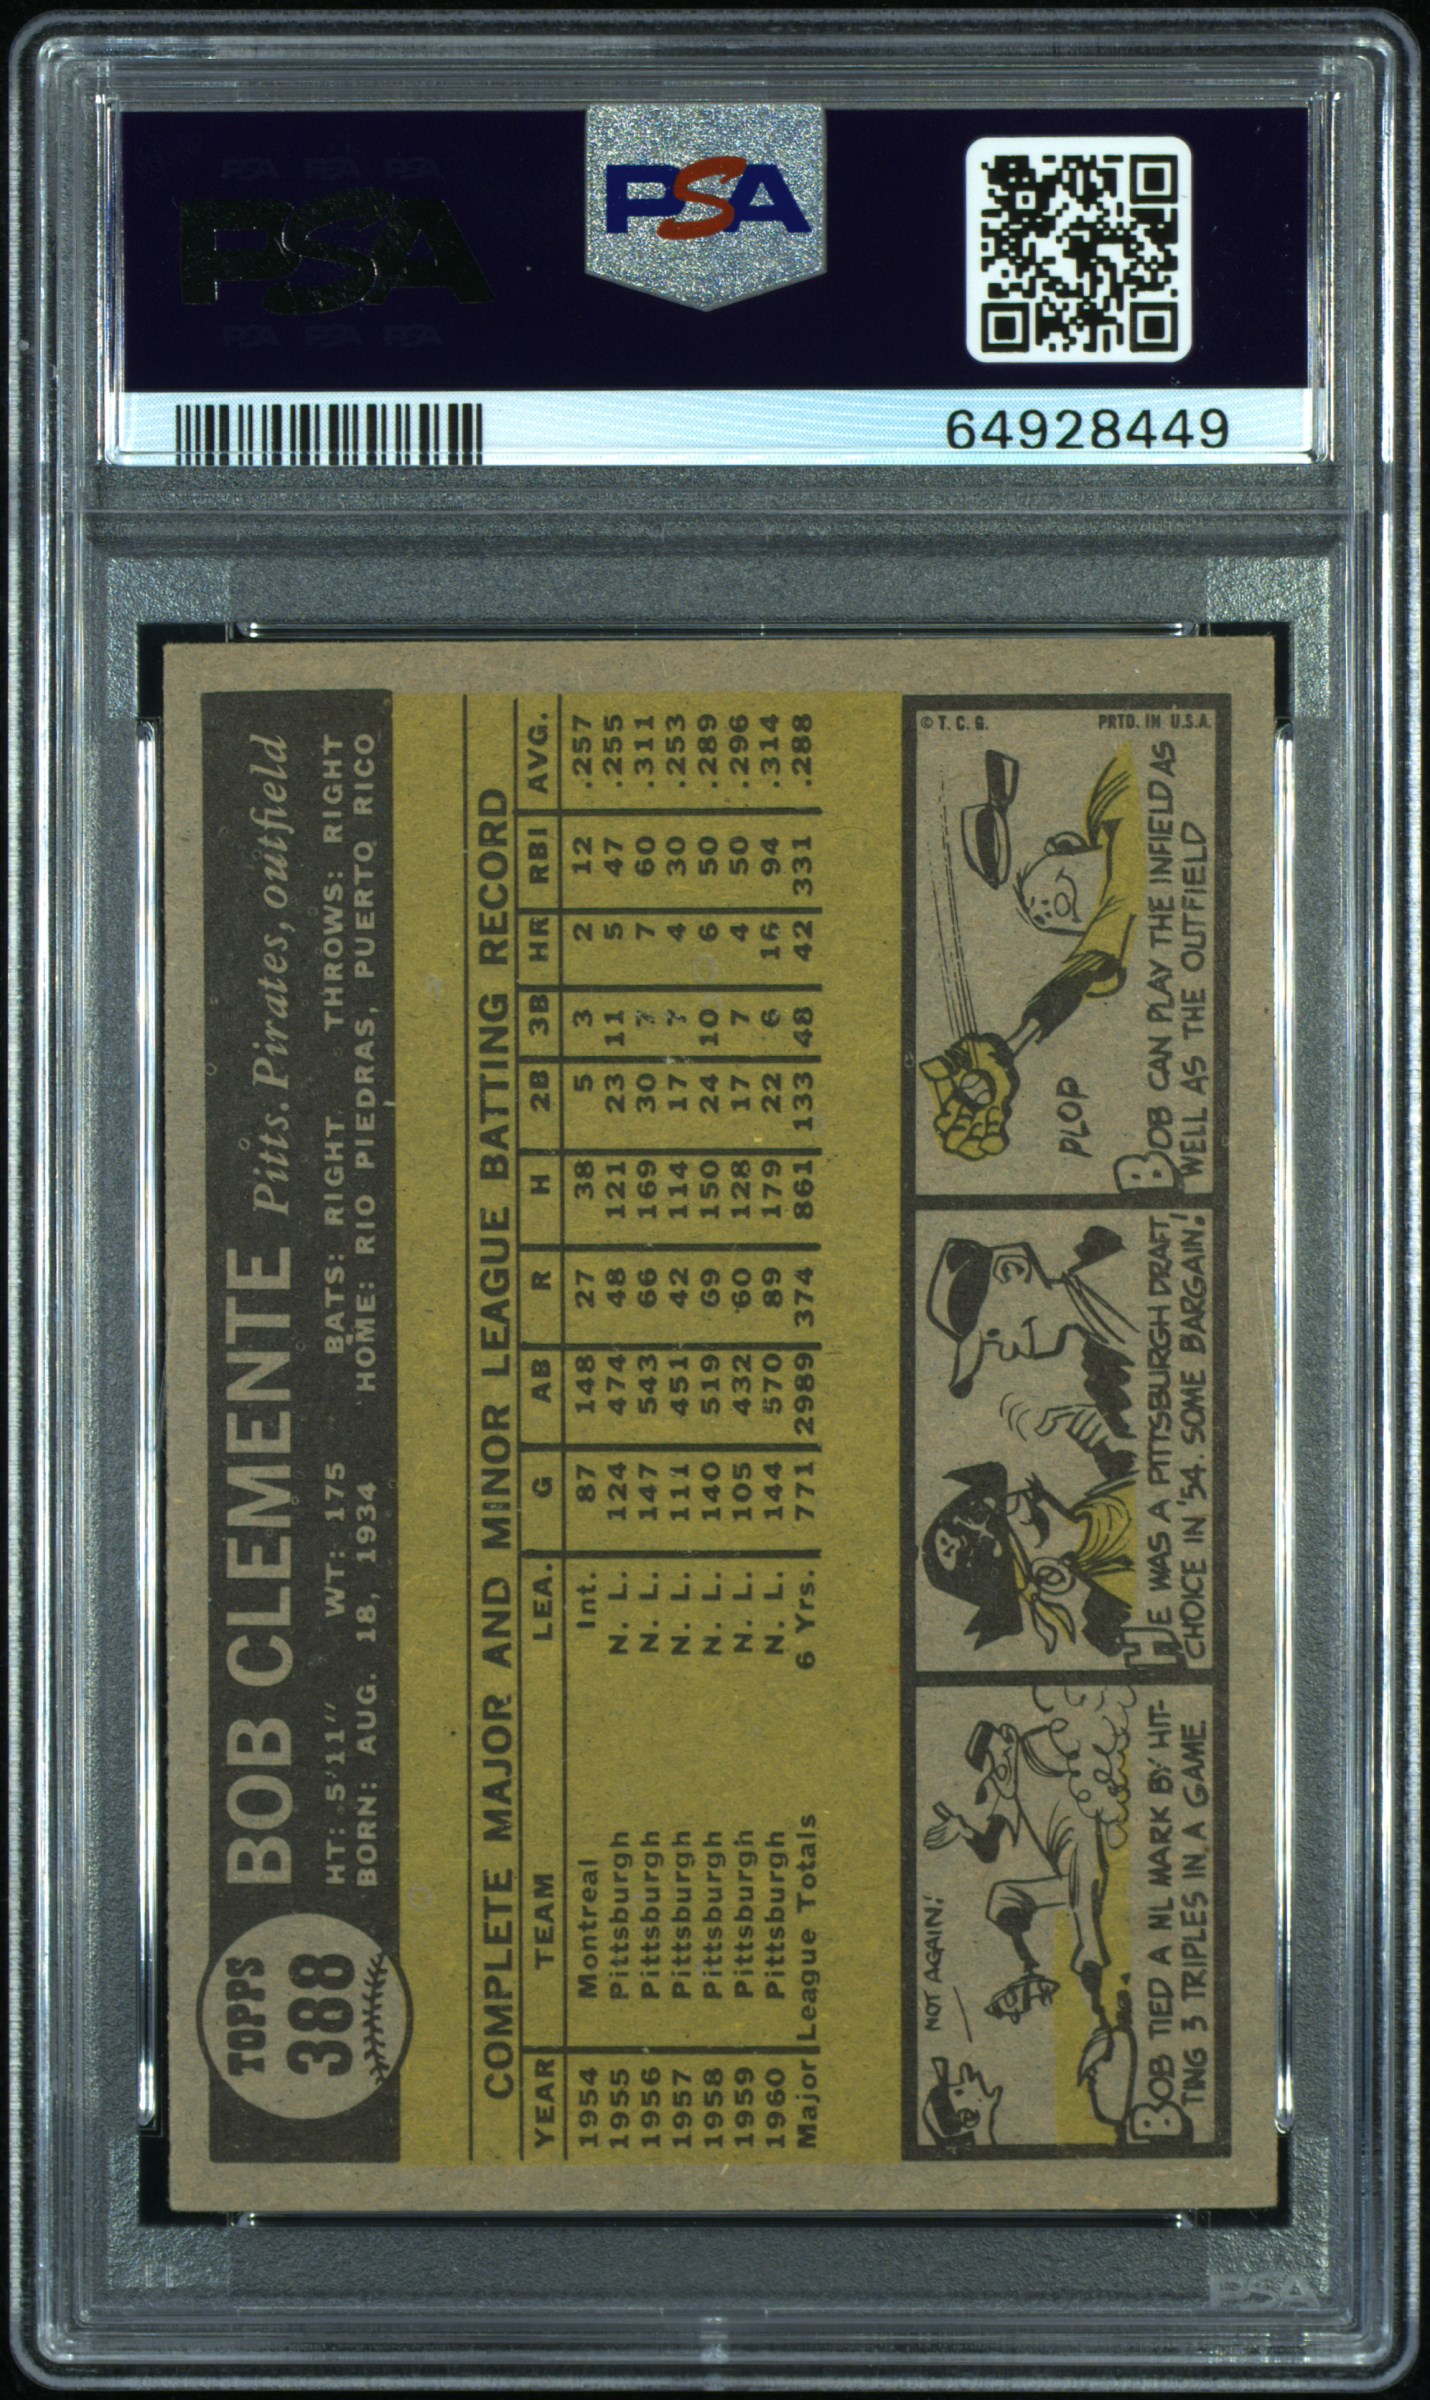 PSA PSA PSA
PSA
PSA PSA PSA
PSA
64928449
TOPPS
388
BOB CLEMENTE Pitts. Pirates, outfield
HT: 5'11" WT: 175 BATS: RIGHT THROWS: RIGHT
BORN: AUG. 18, 1934 HOME: RIO PIEDRAS, PUERTO RICO
COMPLETE MAJOR AND MINOR LEAGUE BATTING RECORD
YEAR TEAM LEA. G AB R H 2B 3B HR RBI AVG.
1954 Montreal Int. 87 148 27 38 5 3 2 12 .257
1955 Pittsburgh N. L. 124 474 48 121 23 11 5 47 .255
1956 Pittsburgh N. L. 147 543 66 169 30 7 7 60 .311
1957 Pittsburgh N. L. 111 451 42 114 17 7 4 30 .253
1958 Pittsburgh N. L. 140 519 69 150 24 10 6 50 .289
1959 Pittsburgh N. L. 105 432 60 128 17 7 4 50 .296
1960 Pittsburgh N. L. 144 570 89 179 22 6 16 94 .314
Major League Totals 6 Yrs. 771 2989 374 861 133 48 42 331 .288
NOT AGAIN!
BOB TIED A NL MARK BY HIT-
TING 3 TRIPLES IN A GAME
HE WAS A PITTSBURGH DRAFT
CHOICE IN '54. SOME BARGAIN!
© T. C. G. PRTD. IN U.S.A.
PLOP
BOB CAN PLAY THE INFIELD AS
WELL AS THE OUTFIELD
PSA